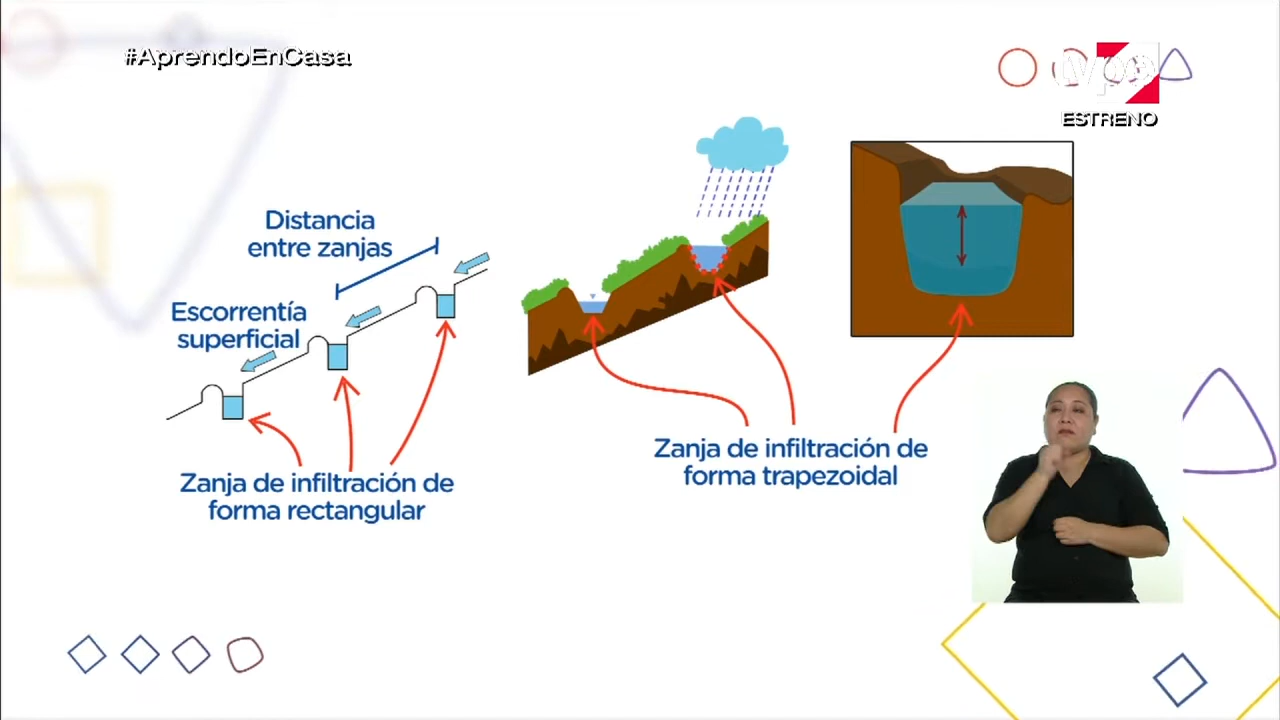 #AprendoEnCasa
tvpe
ESTRENO
Distancia
entre zanjas
Escorrentía
superficial
Zanja de infiltración de
forma rectangular
Zanja de infiltración de
forma trapezoidal